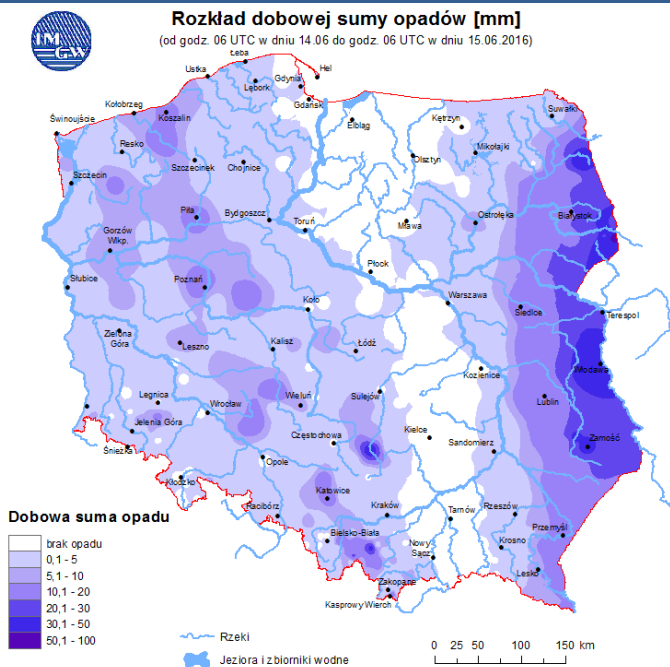 IM
GW
Rozkład dobowej sumy opadów [mm]
(od godz. 06 UTC w dniu 14.06 do godz. 06 UTC w dniu 15.06.2016)
Łeba
Ustka
Hel
Gdynia
Lębork
Gdańsk
Kołobrzeg
Koszalin
Suwałki
Świnoujście
Elbląg
Kętrzyn
Resko
Mikołajki
Szczecinek
Chojnice
Olsztyn
Szczecin
Piła
Bydgoszcz
Toruń
Mława
Ostrołęka
Białystok
Gorzów
Wlkp.
Płock
Słubice
Poznań
Koło
Warszawa
Siedlce
Terespol
Zielona
Góra
Leszno
Kalisz
Łódź
Kozienice
Włodawa
Legnica
Wrocław
Wieluń
Sulejów
Lublin
Jelenia Góra
Częstochowa
Kielce
Sandomierz
Zamość
Śnieżka
Opole
Kłodzko
Katowice
Racibórz
Kraków
Tarnów
Rzeszów
Przemyśl
Bielsko-Biała
Nowy
Sącz
Krosno
Lesko
Zakopane
Kasprowy Wierch
Dobowa suma opadu
brak opadu
0,1 - 5
5,1 - 10
10,1 - 20
20,1 - 30
30,1 - 50
50,1 - 100
Rzeki
Jeziora i zbiorniki wodne
0 25 50 100 150 km